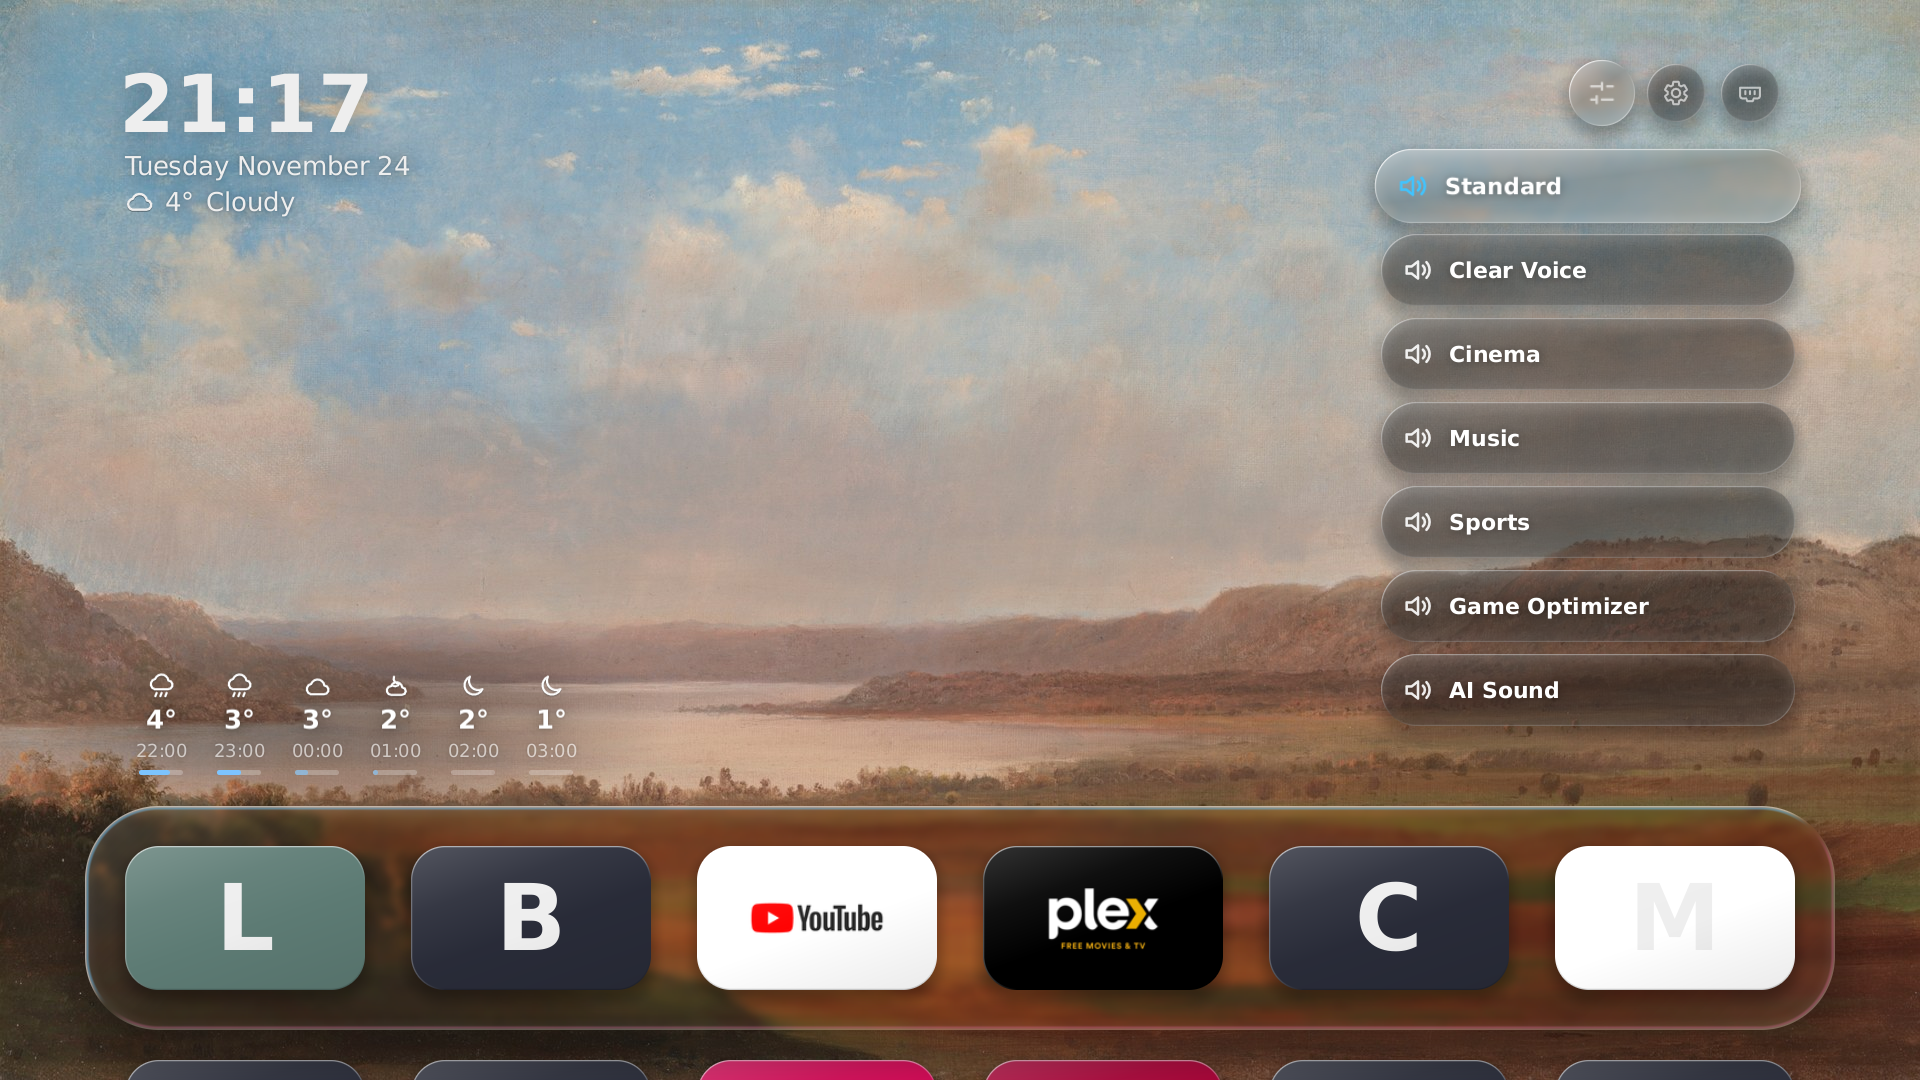 21:17
Tuesday November 24
4° Cloudy
Standard
Clear Voice
Cinema
Music
Sports
Game Optimizer
AI Sound
4° 3° 3° 2° 2° 1°
22:00 23:00 00:00 01:00 02:00 03:00
L
B
YouTube
plex
FREE MOVIES & TV
C
M